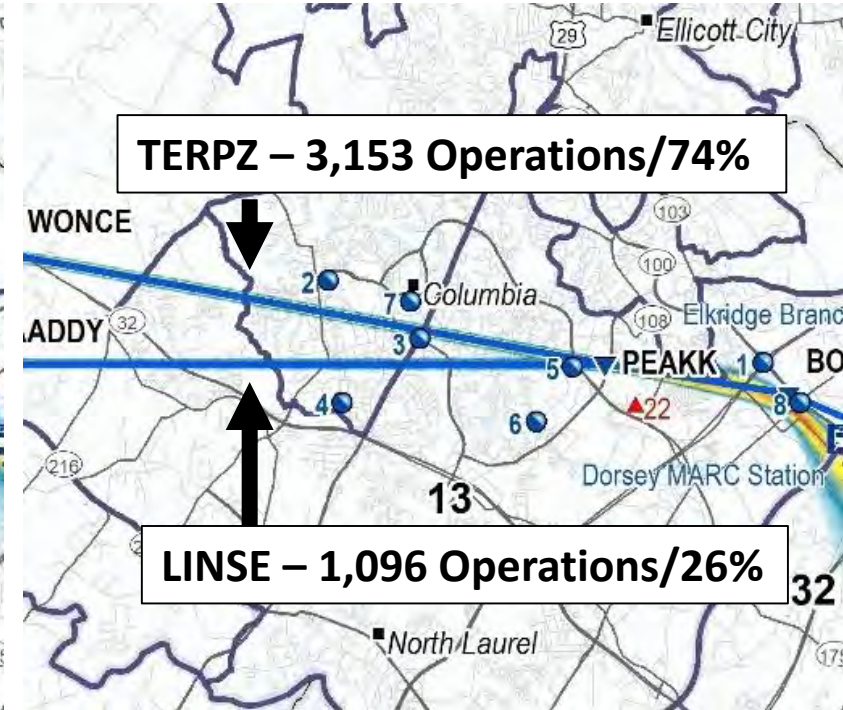 29
Ellicott City
TERPZ – 3,153 Operations/74%
103
WONCE
100
2
7
Columbia
108
Elkridge Branc
ADDY
32
3
5
PEAKK
1
BO
4
22
8
6
216
Dorsey MARC Station
13
LINSE – 1,096 Operations/26%
32
North Laurel